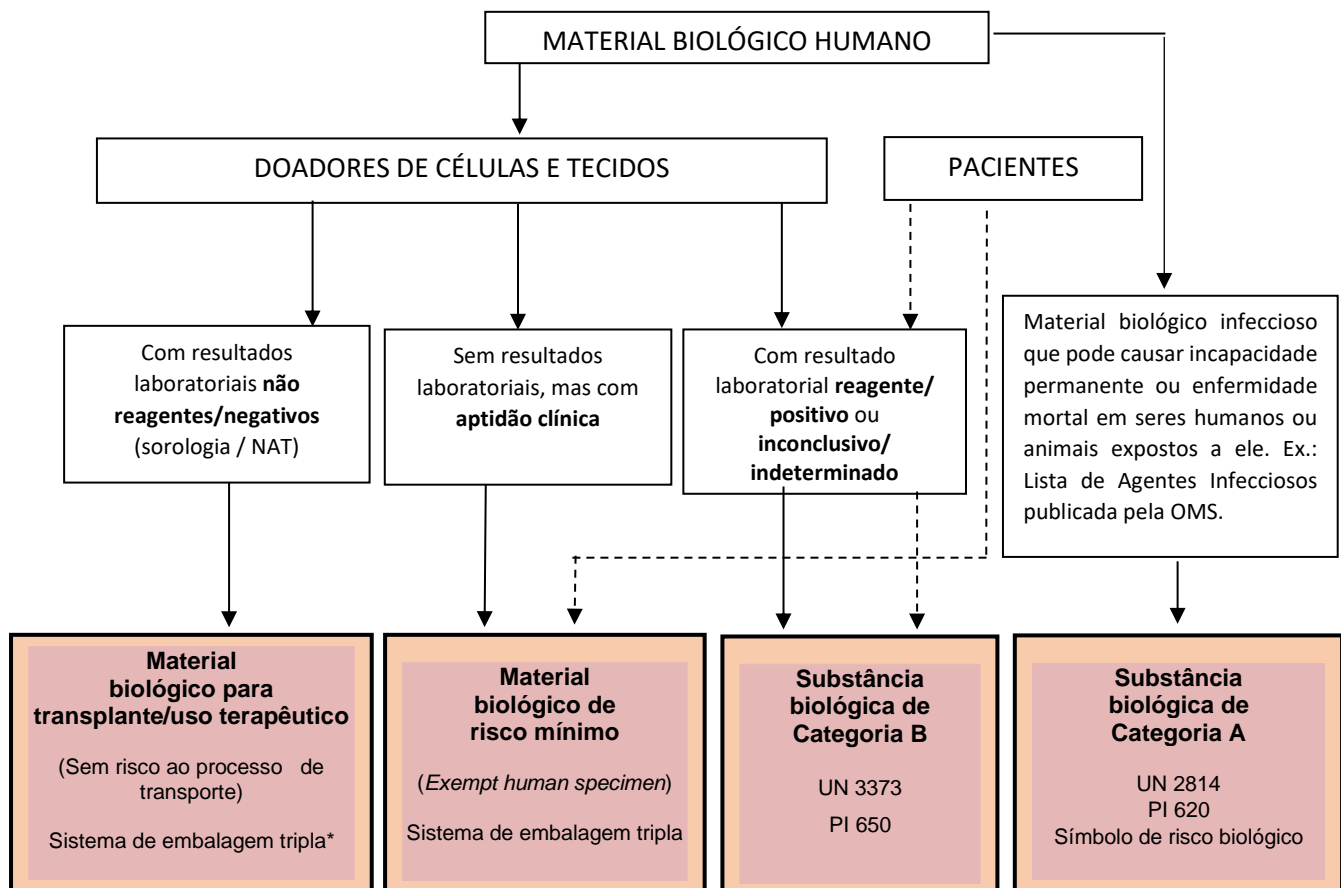 MATERIAL BIOLÓGICO HUMANO
DOADORES DE CÉLULAS E TECIDOS
PACIENTES
Com resultados
laboratoriais não
reagentes/negativos
(sorologia / NAT)
Sem resultados
laboratoriais, mas com
aptidão clínica
Com resultado
laboratorial reagente/
positivo ou
inconclusivo/
indeterminado
Material biológico infeccioso
que pode causar incapacidade
permanente ou enfermidade
mortal em seres humanos ou
animais expostos a ele. Ex.:
Lista de Agentes Infecciosos
publicada pela OMS.
Material
biológico para
transplante/uso terapêutico
(Sem risco ao processo de
transporte)
Sistema de embalagem tripla*
Material
biológico de
risco mínimo
(Exempt human specimen)
Sistema de embalagem tripla
Substância
biológica de
Categoria B
UN 3373
PI 650
Substância
biológica de
Categoria A
UN 2814
PI 620
Símbolo de risco biológico